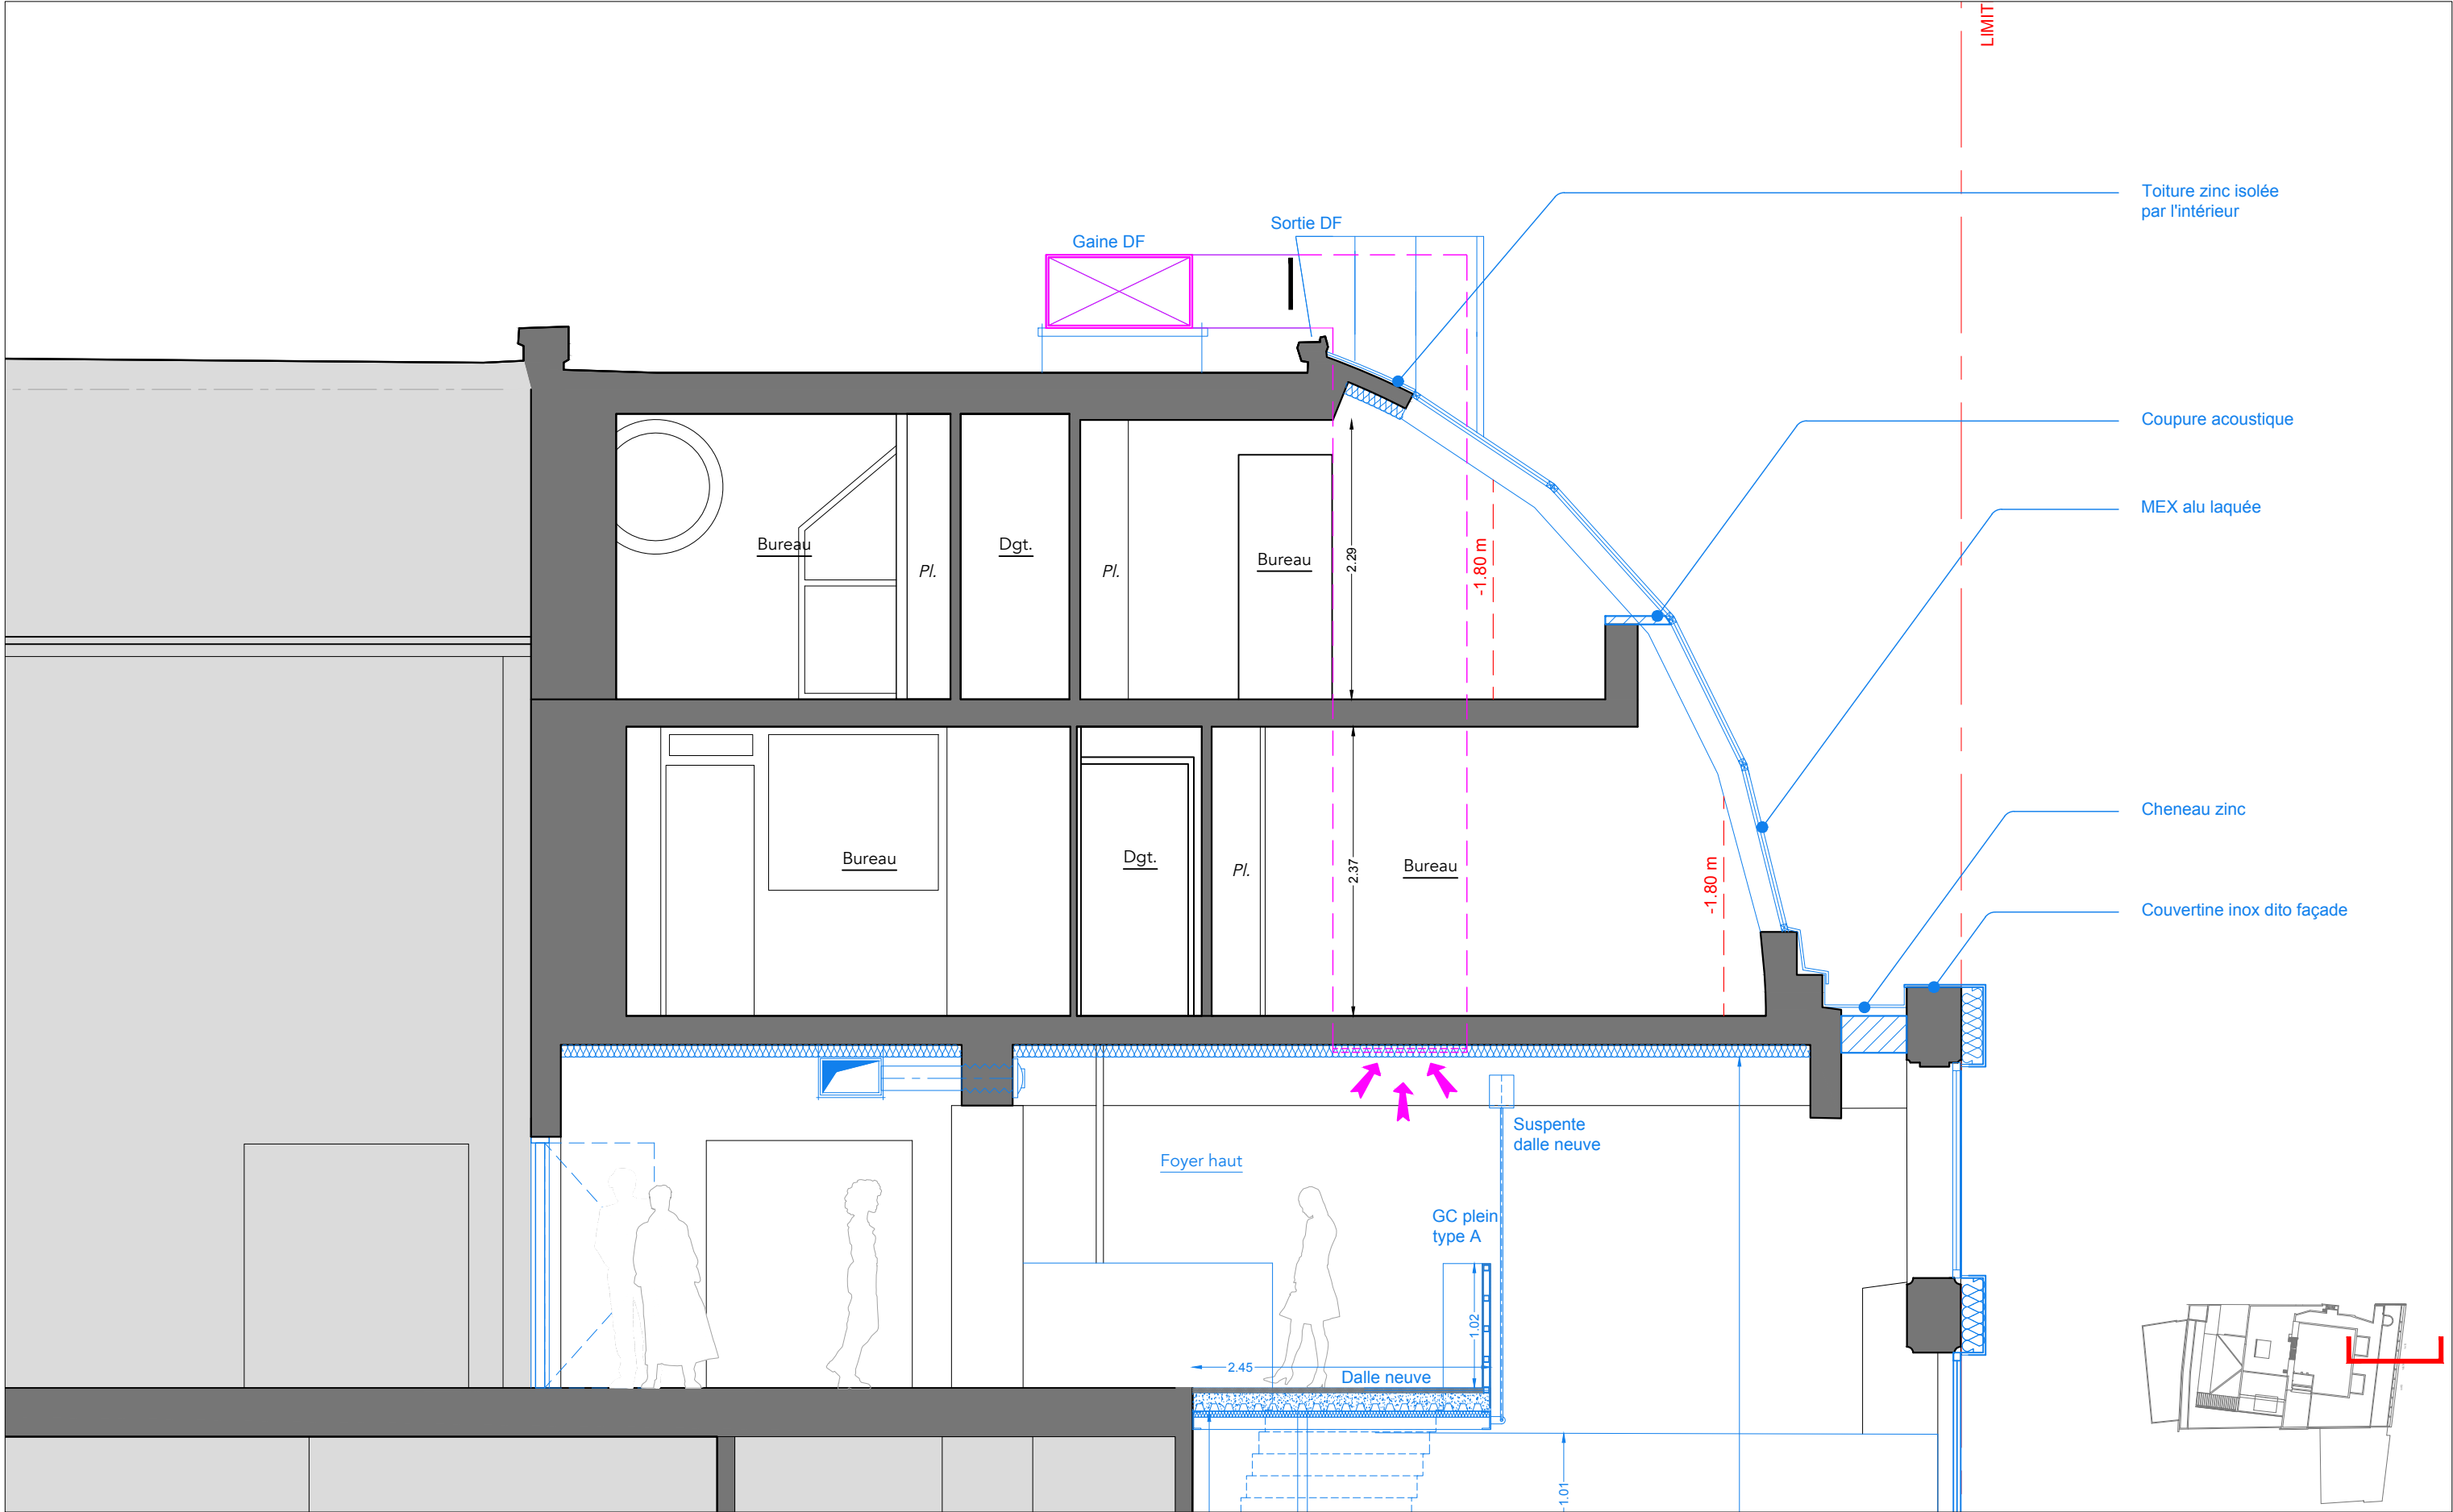 LIMIT
Toiture zinc isolée
par l'intérieur
Sortie DF
Gaine DF
Coupure acoustique
MEX alu laquée
Bureau
Pl.
Dgt.
Pl.
Bureau
2.29
-1.80 m
Cheneau zinc
Bureau
Dgt.
Pl.
2.37
Bureau
-1.80 m
Couvertine inox dito façade
Suspente
dalle neuve
Foyer haut
GC plein
type A
1.02
2.45
Dalle neuve
1.01